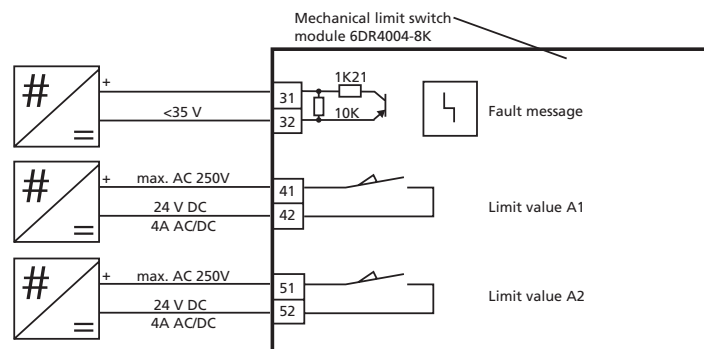 Mechanical limit switch
module 6DR4004-8K
#
=
+
<35 V
31
32
1K21
10K
Fault message
#
=
+
max. AC 250V
24 V DC
4A AC/DC
41
42
Limit value A1
#
=
+
max. AC 250V
24 V DC
4A AC/DC
51
52
Limit value A2